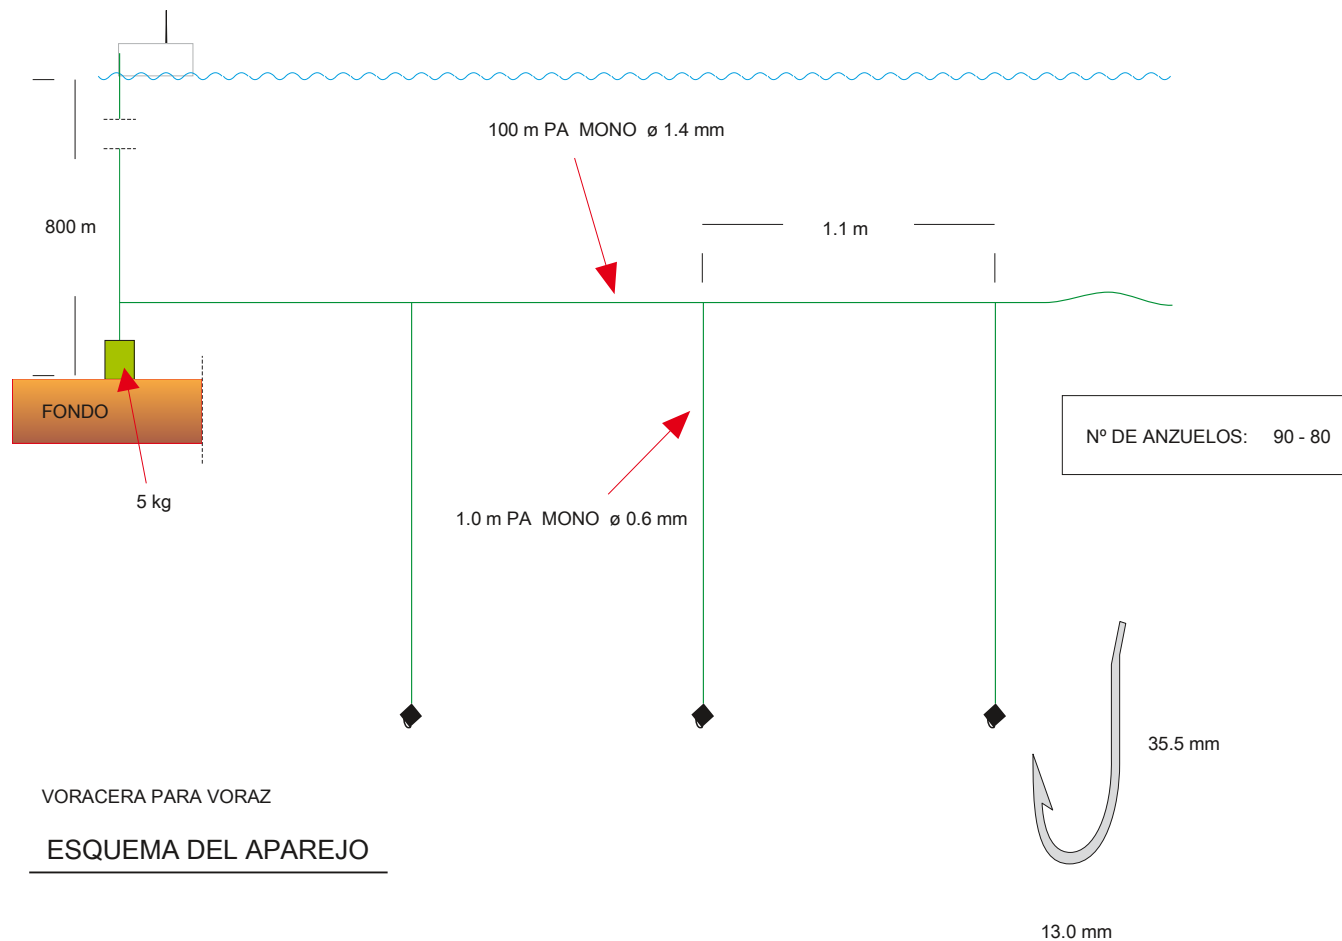 100 m PA MONO ø 1.4 mm
800 m
1.1 m
FONDO
Nº DE ANZUELOS: 90 - 80
5 kg
1.0 m PA MONO ø 0.6 mm
35.5 mm
VORACERA PARA VORAZ
ESQUEMA DEL APAREJO
13.0 mm